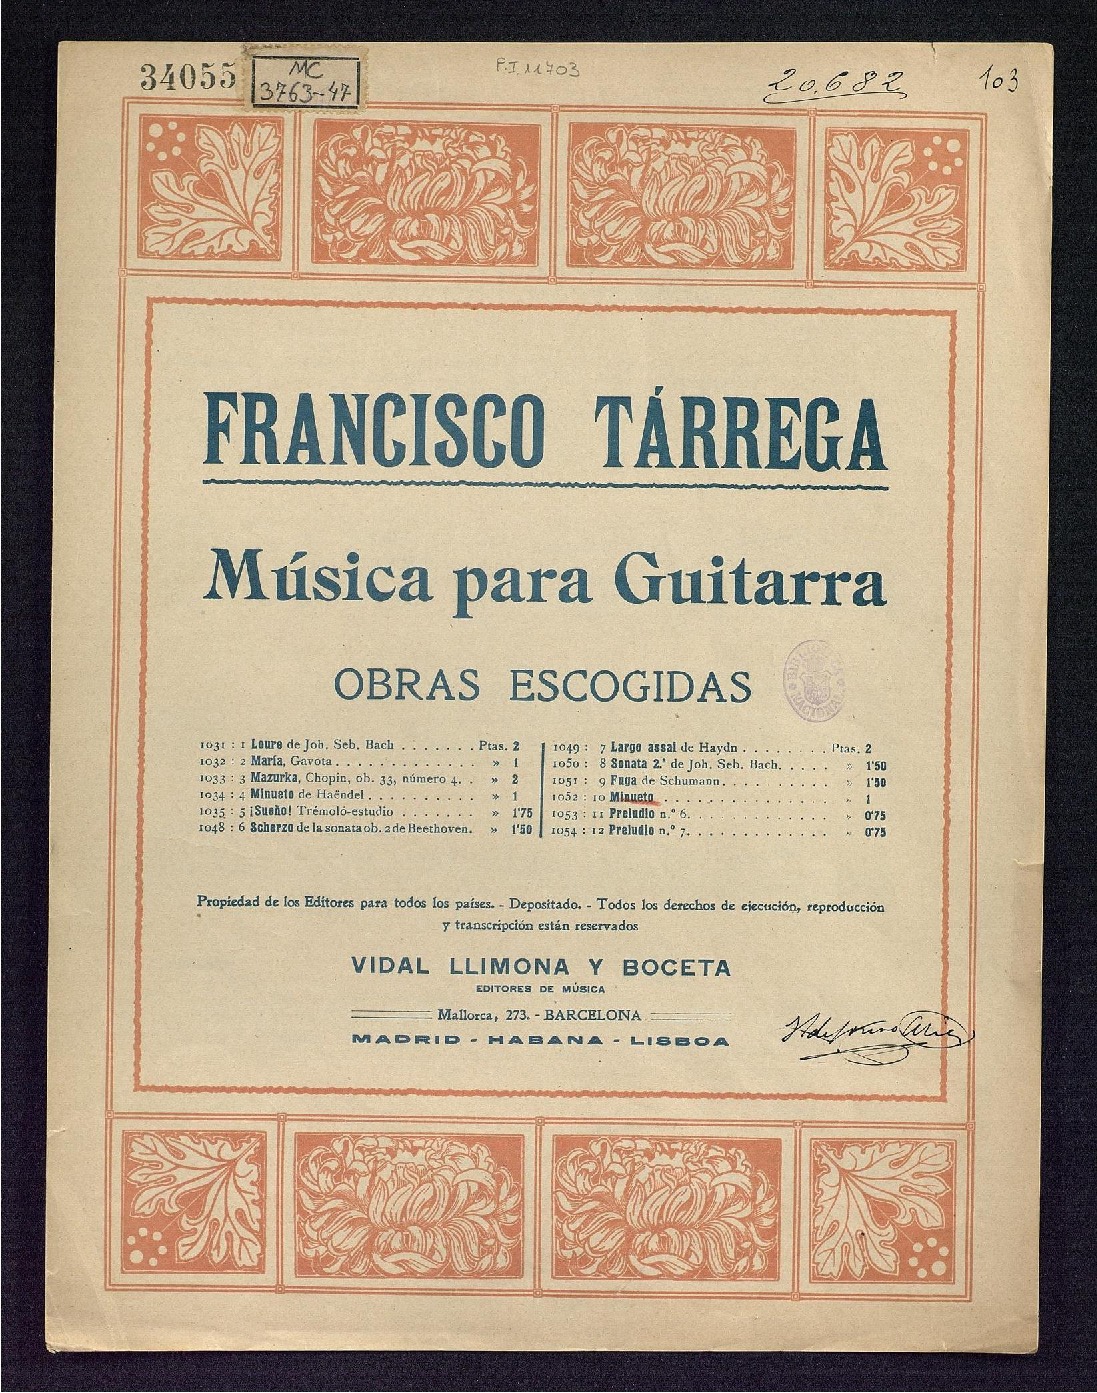 34055
MC
3763--47
P.I. 11703
20.682
103
FRANCISCO TÁRREGA
Música para Guitarra
OBRAS ESCOGIDAS
BIBLIOTECA NACIONAL
1031 : 1 Loure de Joh. Seb. Bach . . . . . . . Ptas. 2
1032 : 2 María, Gavota. . . . . . . . . . . . . » 1
1033 : 3 Mazurka, Chopin, ob. 33, número 4. . » 2
1034 : 4 Minueto de Haëndel . . . . . . . . . . » 1
1035 : 5 ¡Sueño! Trémolo-estudio . . . . . . . » 1'75
1048 : 6 Scherzo de la sonata ob. 2 de Beethoven. » 1'50
1049 : 7 Largo assai de Haydn . . . . . . . . Ptas. 2
1050 : 8 Sonata 2.ª de Joh. Seb. Bach. . . . . » 1'50
1051 : 9 Fuga de Schumann. . . . . . . . . . » 1'50
1052 : 10 Minueto. . . . . . . . . . . . . . . » 1
1053 : 11 Preludio n.º 6. . . . . . . . . . . . » 0'75
1054 : 12 Preludio n.º 7. . . . . . . . . . . . » 0'75
Propiedad de los Editores para todos los países. - Depositado. - Todos los derechos de ejecución, reproducción
y transcripción están reservados
VIDAL LLIMONA Y BOCETA
EDITORES DE MÚSICA
Mallorca, 273. - BARCELONA
MADRID - HABANA - LISBOA